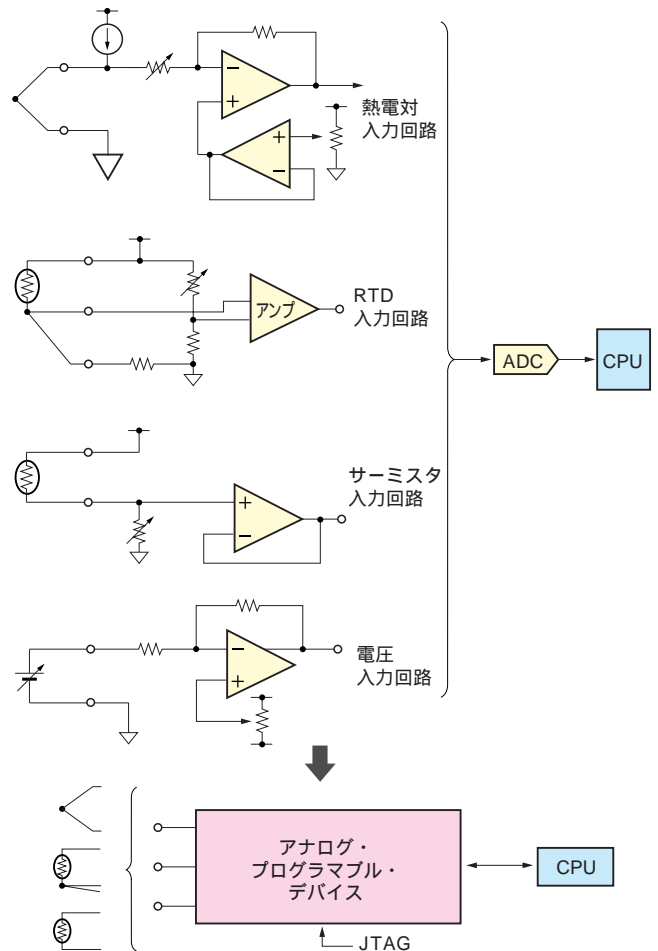 熱電対
入力回路
アンプ
RTD
入力回路
ADC
CPU
サーミスタ
入力回路
電圧
入力回路
アナログ・
プログラマブル・
デバイス
CPU
JTAG